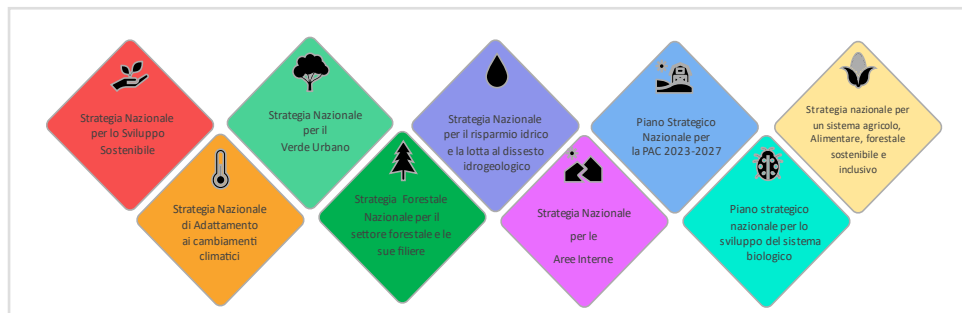 Strategia Nazionale
per lo Sviluppo
Sostenibile
Strategia Nazionale
di Adattamento
ai cambiamenti
climatici
Strategia Nazionale
per il
Verde Urbano
Strategia Forestale
Nazionale per il
settore forestale e le
sue filiere
Strategia Nazionale
per il risparmio idrico
e la lotta al dissesto
idrogeologico
Strategia Nazionale
per le
Aree Interne
Piano Strategico
Nazionale per
la PAC 2023-2027
Piano strategico
nazionale per lo
sviluppo del sistema
biologico
Strategia nazionale per
un sistema agricolo,
Alimentare, forestale
sostenibile e
inclusivo